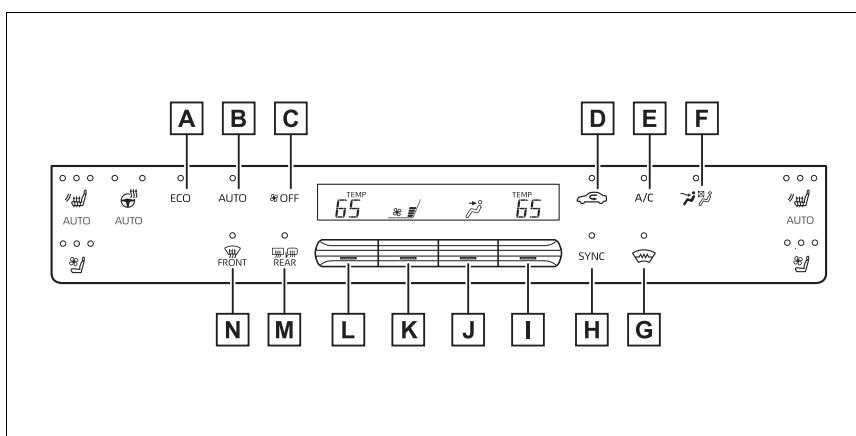 A B C D E F
TEMP TEMP
ECO AUTO OFF 65 65 A/C
AUTO AUTO AUTO
FRONT REAR SYNC
N M L K J I H G